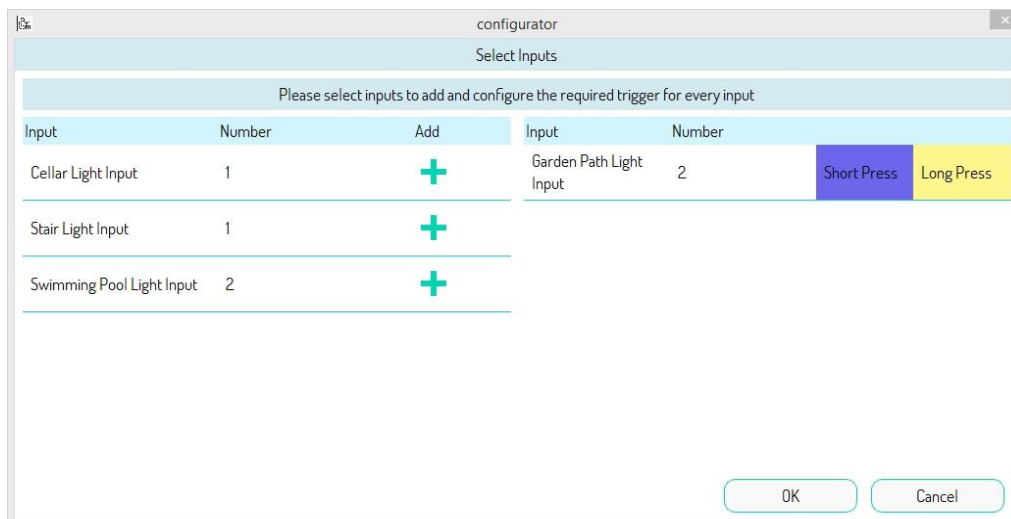 configurator
Select Inputs
Please select inputs to add and configure the required trigger for every input
Input Number Add
Cellar Light Input 1
Stair Light Input 1
Swimming Pool Light Input 2
Input Number
Garden Path Light
Input
2 Short Press Long Press
OK Cancel